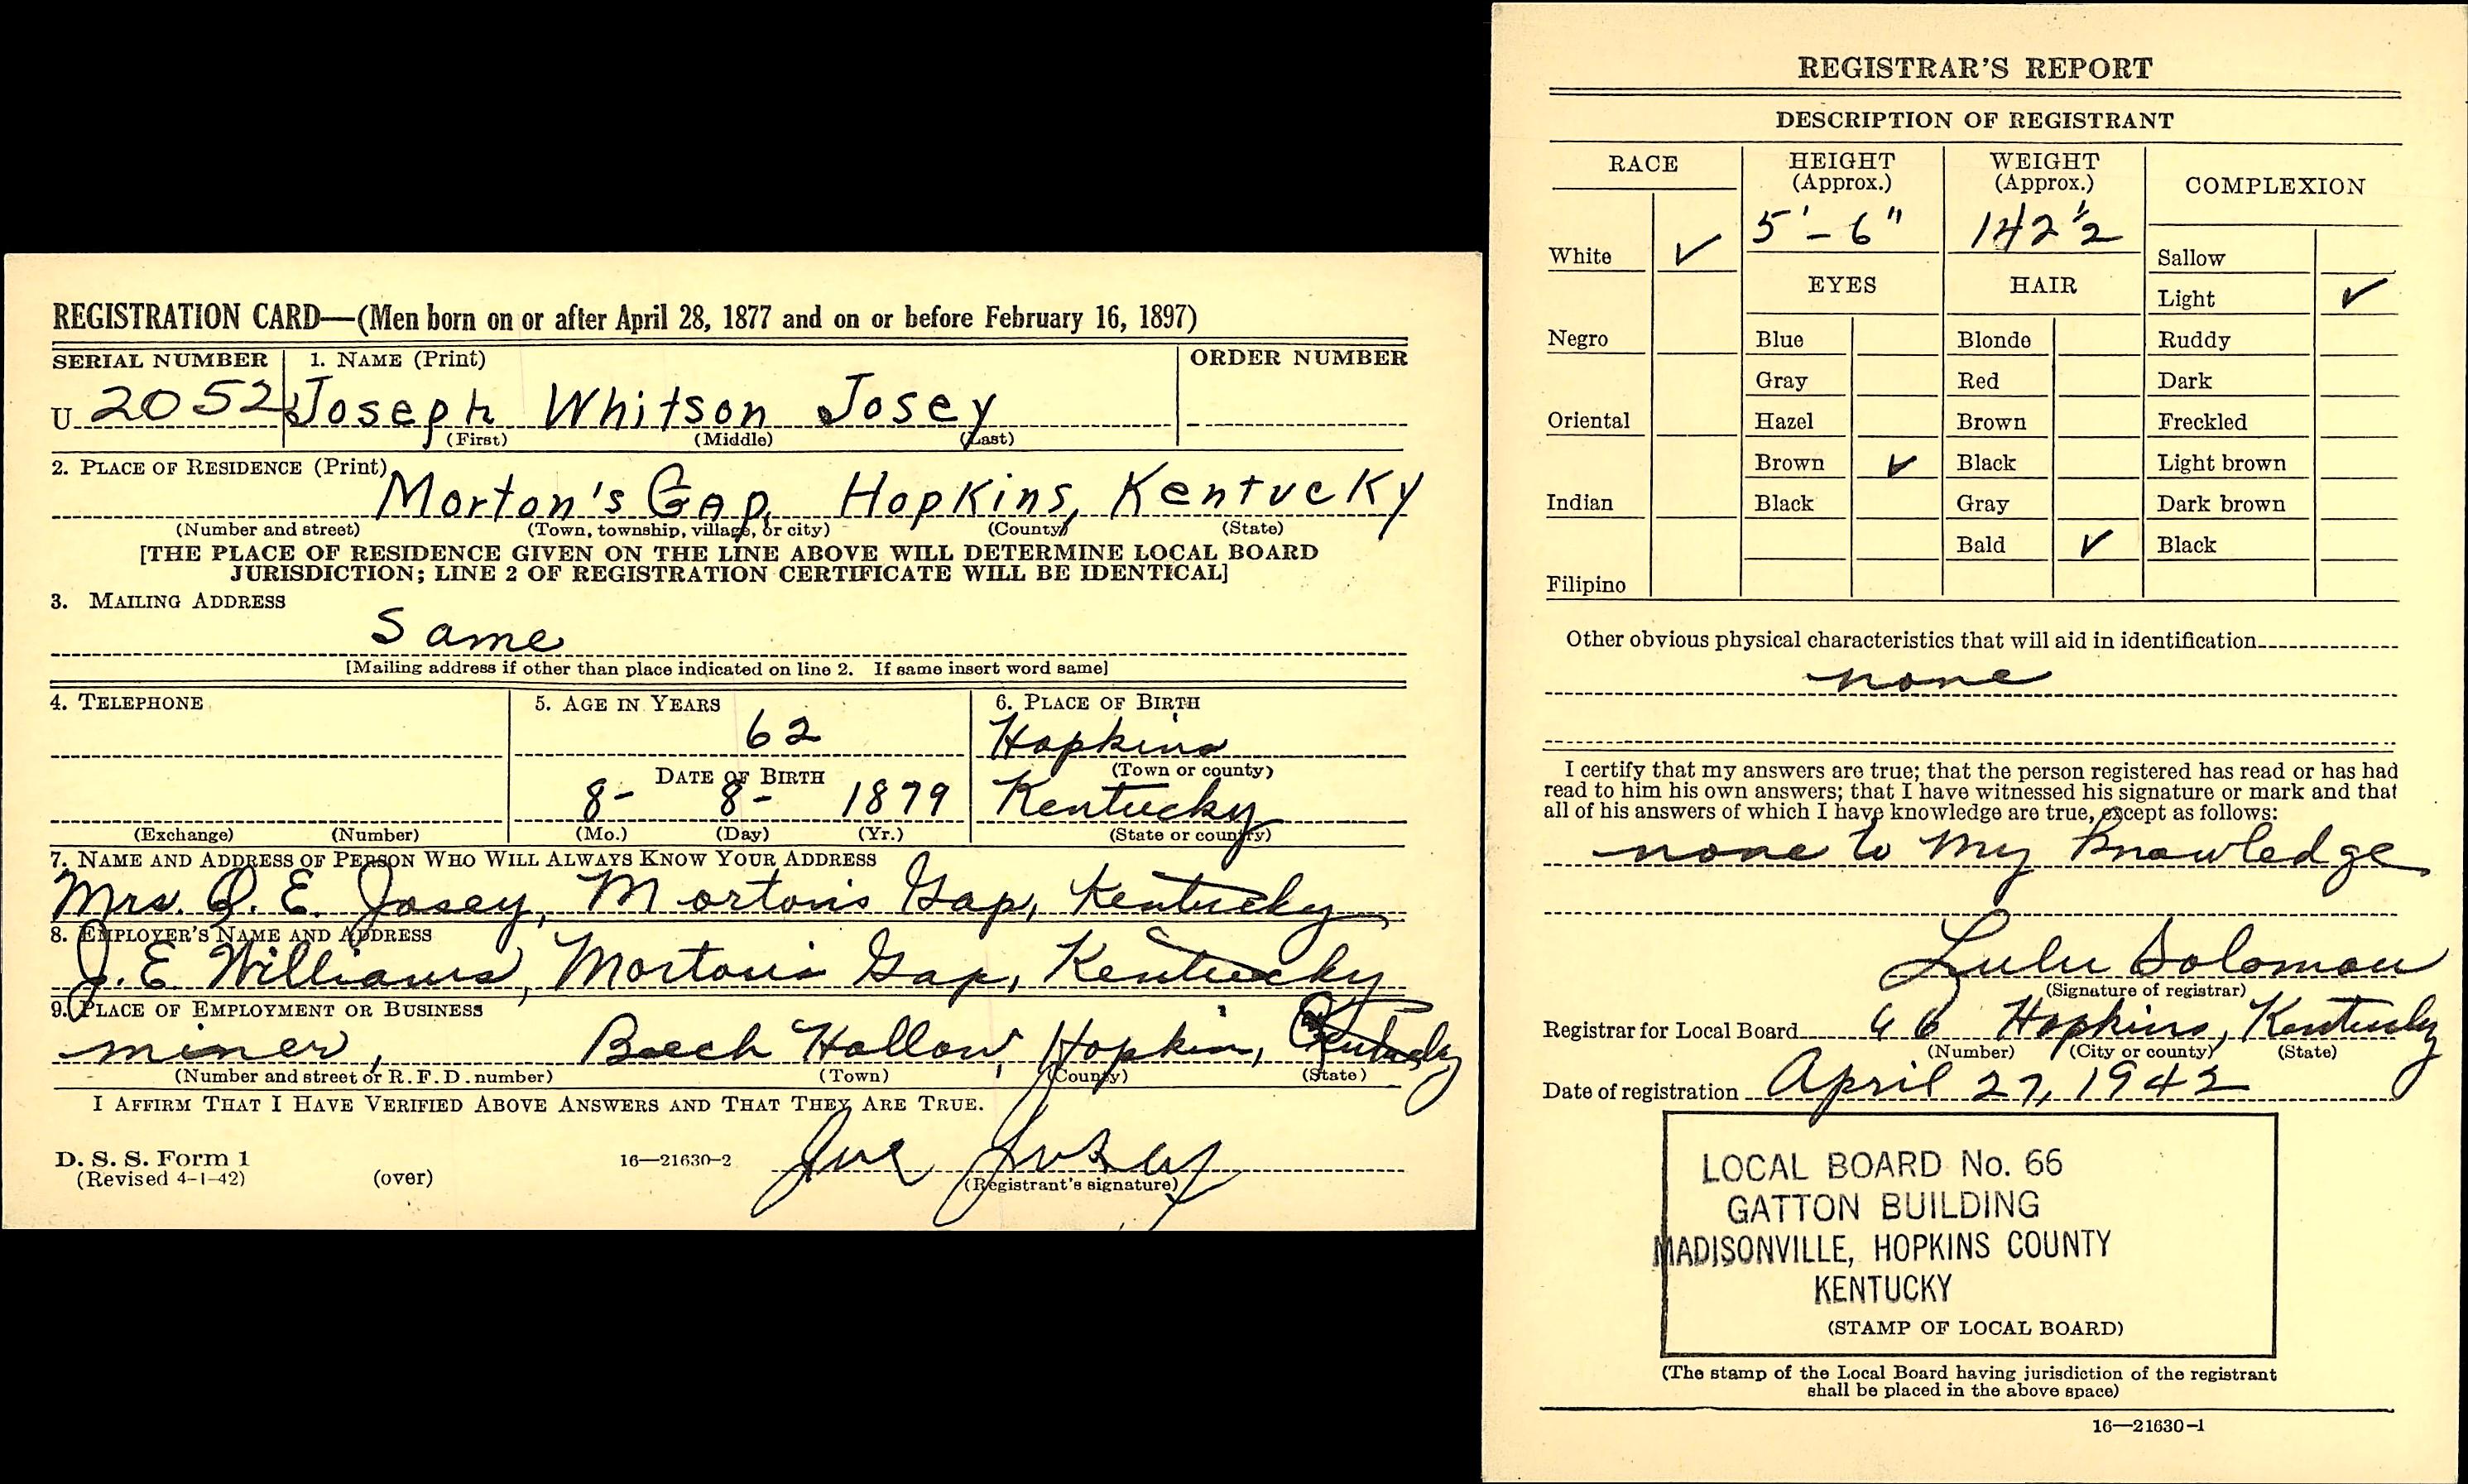 REGISTRATION CARD—(Men born on or after April 28, 1877 and on or before February 16, 1897)
SERIAL NUMBER 1. NAME (Print) ORDER NUMBER
U 2052 Joseph Whitson Josey
(First) (Middle) (Last)
2. PLACE OF RESIDENCE (Print)
Morton's Gap, Hopkins, Kentucky
(Number and street) (Town, township, village, or city) (County) (State)
[THE PLACE OF RESIDENCE GIVEN ON THE LINE ABOVE WILL DETERMINE LOCAL BOARD
JURISDICTION; LINE 2 OF REGISTRATION CERTIFICATE WILL BE IDENTICAL]
3. MAILING ADDRESS
Same
[Mailing address if other than place indicated on line 2. If same insert word same]
4. TELEPHONE 5. AGE IN YEARS 6. PLACE OF BIRTH
62 Hopkins
DATE OF BIRTH (Town or county)
8- 8- 1879 Kentucky
(Exchange) (Number) (Mo.) (Day) (Yr.) (State or country)
7. NAME AND ADDRESS OF PERSON WHO WILL ALWAYS KNOW YOUR ADDRESS
Mrs. E. Josey, Morton's Gap, Kentucky
8. EMPLOYER'S NAME AND ADDRESS
J. E. Williams, Morton's Gap, Kentucky
9. PLACE OF EMPLOYMENT OR BUSINESS
miner, Beech Hollow, Hopkin, Kentucky
(Number and street or R.F.D. number) (Town) (County) (State)
I AFFIRM THAT I HAVE VERIFIED ABOVE ANSWERS AND THAT THEY ARE TRUE.
D. S. S. Form 1
(Revised 4-1-42) (over) 16—21630-2 Joe Josey
(Registrant's signature)
REGISTRAR'S REPORT
DESCRIPTION OF REGISTRANT
RACE HEIGHT (Approx.) WEIGHT (Approx.) COMPLEXION
5'-6" 142½
White ✓ Sallow
EYES HAIR Light ✓
Negro Blue Blonde Ruddy
Gray Red Dark
Oriental Hazel Brown Freckled
Brown ✓ Black Light brown
Indian Black Gray Dark brown
Bald ✓ Black
Filipino
Other obvious physical characteristics that will aid in identification
none
I certify that my answers are true; that the person registered has read or has had
read to him his own answers; that I have witnessed his signature or mark and that
all of his answers of which I have knowledge are true, except as follows:
none to my knowledge
Lulu Solomon
(Signature of registrar)
Registrar for Local Board 66 Hopkins, Kentucky
(Number) (City or county) (State)
Date of registration April 27, 1942
LOCAL BOARD No. 66
GATTON BUILDING
MADISONVILLE, HOPKINS COUNTY
KENTUCKY
(STAMP OF LOCAL BOARD)
(The stamp of the Local Board having jurisdiction of the registrant
shall be placed in the above space)
16—21630-1